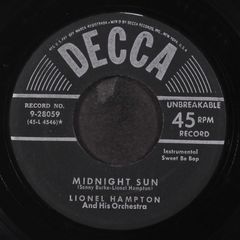 DECCA
RECORD NO.
9-28059
(45-L 4546)★
UNBREAKABLE
45 RPM
RECORD
Instrumental
Sweet Be Bop
MIDNIGHT SUN
(Sonny Burke-Lionel Hampton)
LIONEL HAMPTON
And His Orchestra